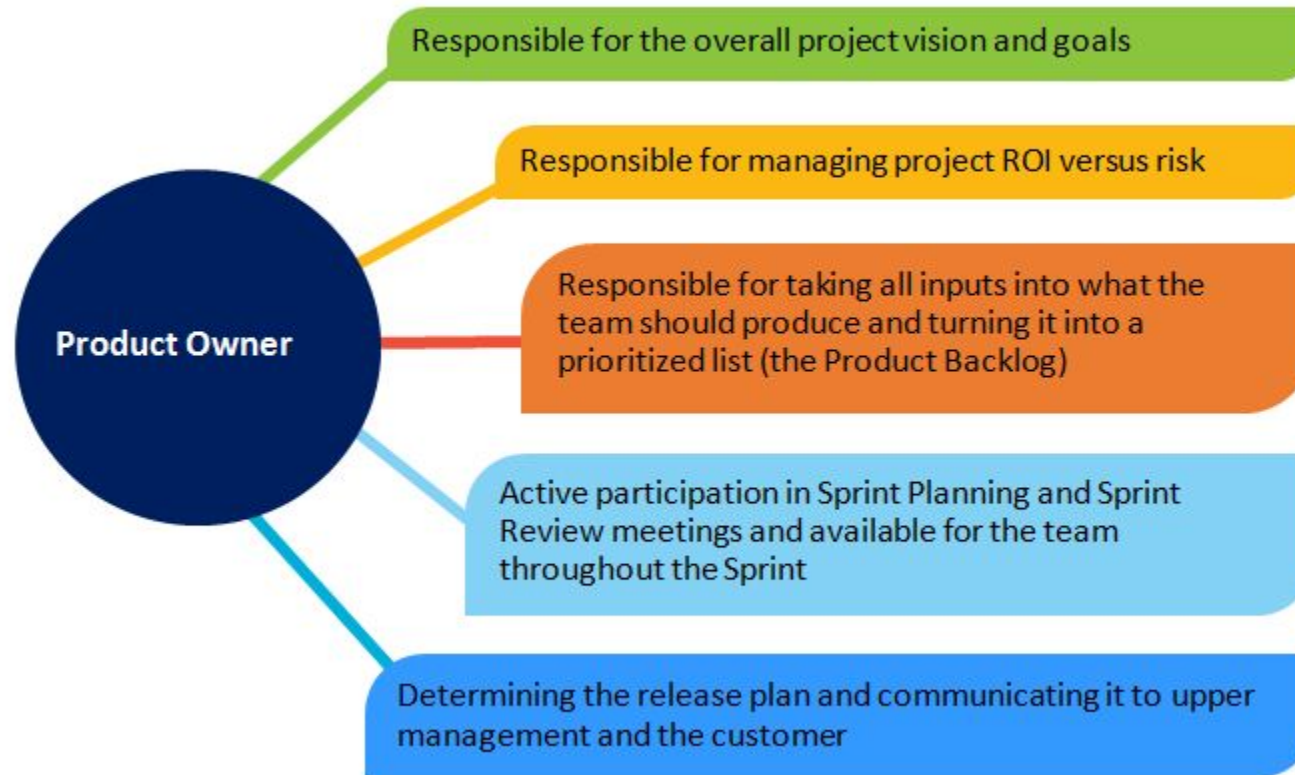 Responsible for the overall project vision and goals
Responsible for managing project ROI versus risk
Product Owner
Responsible for taking all inputs into what the
team should produce and turning it into a
prioritized list (the Product Backlog)
Active participation in Sprint Planning and Sprint
Review meetings and available for the team
throughout the Sprint
Determining the release plan and communicating it to upper
management and the customer